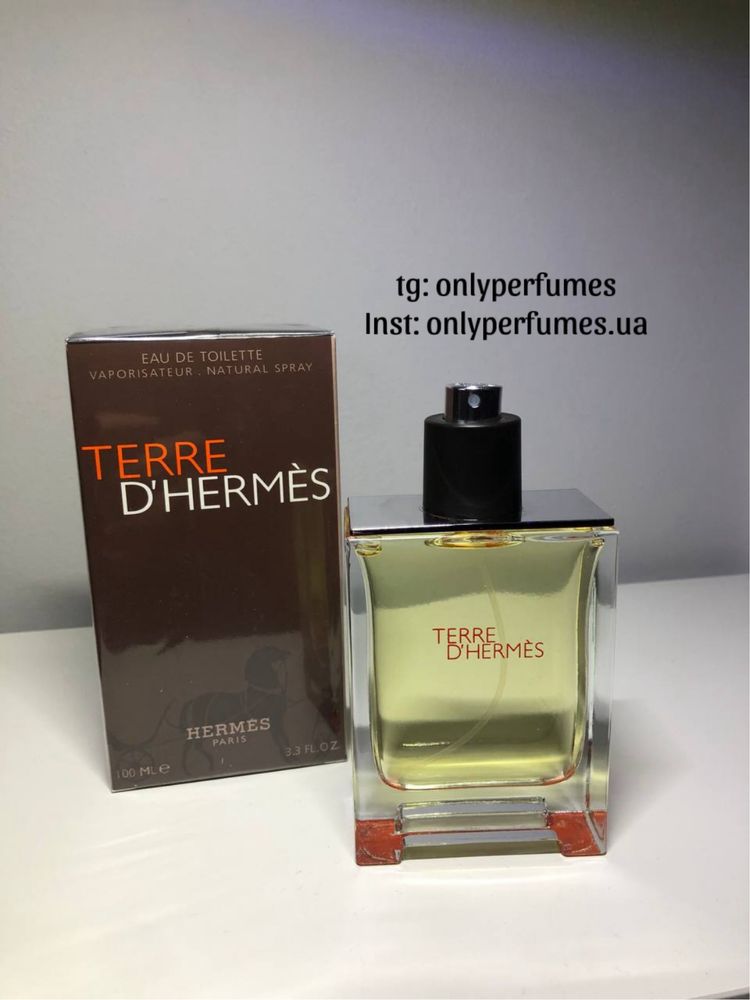 tg: onlyperfumes
Inst: onlyperfumes.ua
EAU DE TOILETTE
VAPORISATEUR . NATURAL SPRAY
TERRE
D'HERMÈS
HERMÈS
PARIS
100 ML e
3.3 FL.OZ
TERRE
D'HERMÈS